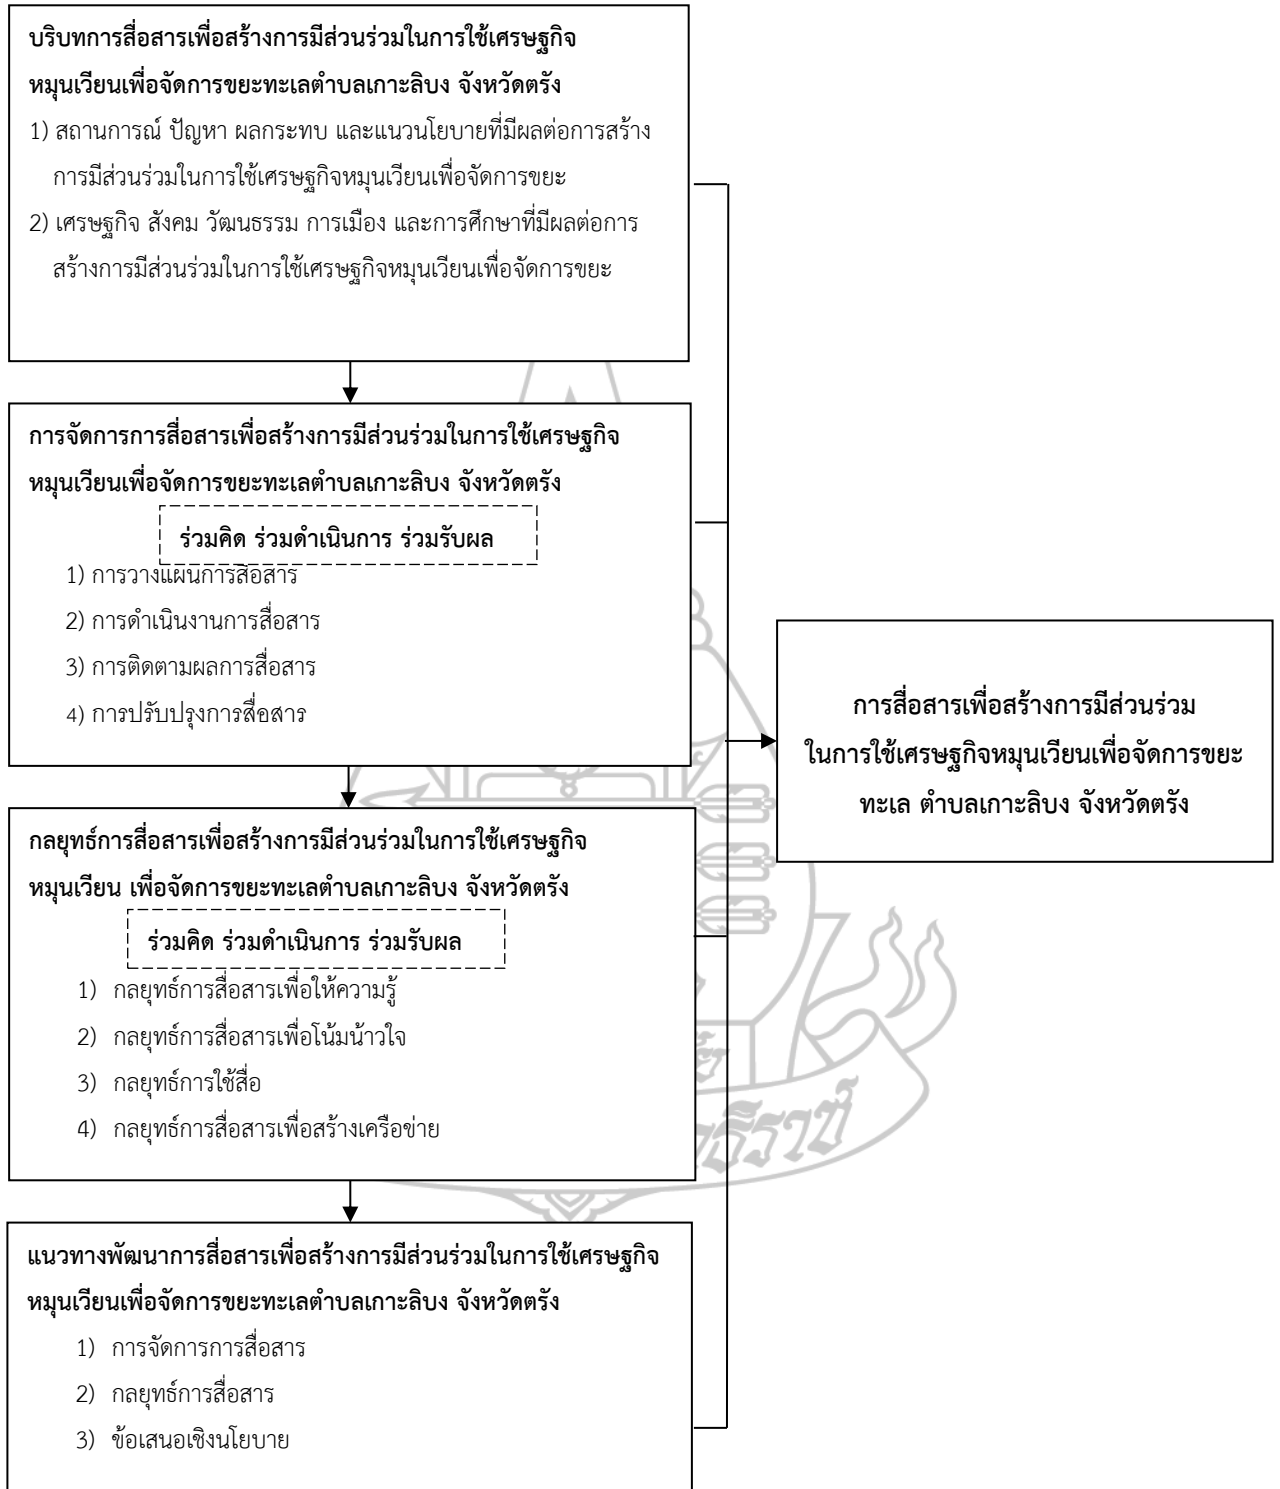 บริบทการสื่อสารเพื่อสร้างการมีส่วนร่วมในการใช้เศรษฐกิจ
หมุนเวียนเพื่อจัดการขยะทะเลตำบลเกาะลิบง จังหวัดตรัง
1) สถานการณ์ ปัญหา ผลกระทบ และแนวนโยบายที่มีผลต่อการสร้าง
การมีส่วนร่วมในการใช้เศรษฐกิจหมุนเวียนเพื่อจัดการขยะ
2) เศรษฐกิจ สังคม วัฒนธรรม การเมือง และการศึกษาที่มีผลต่อการ
สร้างการมีส่วนร่วมในการใช้เศรษฐกิจหมุนเวียนเพื่อจัดการขยะ
การจัดการการสื่อสารเพื่อสร้างการมีส่วนร่วมในการใช้เศรษฐกิจ
หมุนเวียนเพื่อจัดการขยะทะเลตำบลเกาะลิบง จังหวัดตรัง
ร่วมคิด ร่วมดำเนินการ ร่วมรับผล
1) การวางแผนการสื่อสาร
2) การดำเนินงานการสื่อสาร
3) การติดตามผลการสื่อสาร
4) การปรับปรุงการสื่อสาร
กลยุทธ์การสื่อสารเพื่อสร้างการมีส่วนร่วมในการใช้เศรษฐกิจ
หมุนเวียน เพื่อจัดการขยะทะเลตำบลเกาะลิบง จังหวัดตรัง
ร่วมคิด ร่วมดำเนินการ ร่วมรับผล
1) กลยุทธ์การสื่อสารเพื่อให้ความรู้
2) กลยุทธ์การสื่อสารเพื่อโน้มน้าวใจ
3) กลยุทธ์การใช้สื่อ
4) กลยุทธ์การสื่อสารเพื่อสร้างเครือข่าย
แนวทางพัฒนาการสื่อสารเพื่อสร้างการมีส่วนร่วมในการใช้เศรษฐกิจ
หมุนเวียนเพื่อจัดการขยะทะเลตำบลเกาะลิบง จังหวัดตรัง
1) การจัดการการสื่อสาร
2) กลยุทธ์การสื่อสาร
3) ข้อเสนอเชิงนโยบาย
การสื่อสารเพื่อสร้างการมีส่วนร่วม
ในการใช้เศรษฐกิจหมุนเวียนเพื่อจัดการขยะ
ทะเล ตำบลเกาะลิบง จังหวัดตรัง